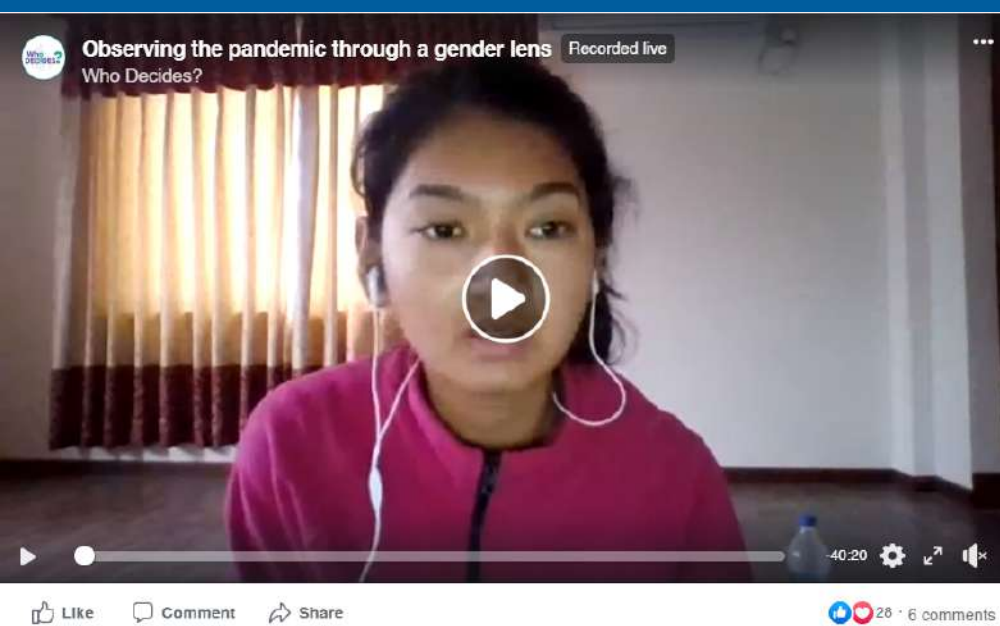 Who
DECIDES?
Observing the pandemic through a gender lens
Recorded live
Who Decides?
-40:20
Like
Comment
Share
28 · 6 comments